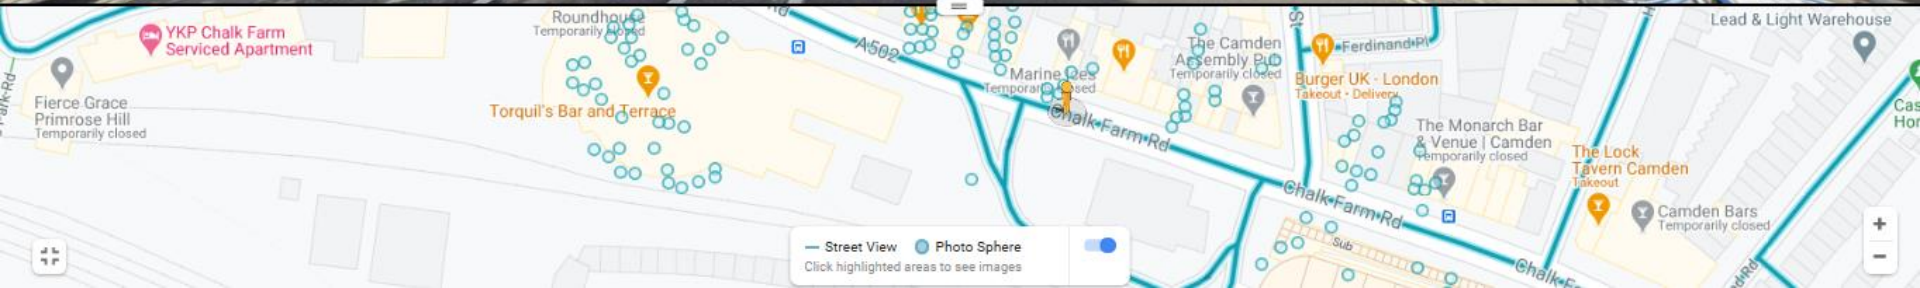 YKP Chalk Farm
Serviced Apartment
Fierce Grace
Primrose Hill
Temporarily closed
Roundhouse
Temporarily closed
Torquil's Bar and Terrace
Rd
A502
Marine Ices
Temporarily closed
Chalk Farm Rd
The Camden
Assembly Pub
Temporarily closed
St
Ferdinand Pl
Burger UK - London
Takeout • Delivery
The Monarch Bar
& Venue | Camden
Temporarily closed
The Lock
Tavern Camden
Takeout
Chalk Farm Rd
Camden Bars
Temporarily closed
Lead & Light Warehouse
Sub
Street View
Photo Sphere
Click highlighted areas to see images